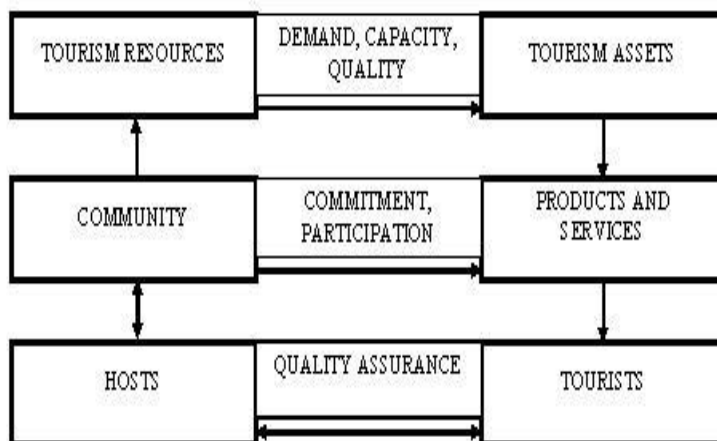 TOURISM RESOURCES
DEMAND, CAPACITY,
QUALITY
TOURISM ASSETS
COMMUNITY
COMMITMENT,
PARTICIPATION
PRODUCTS AND
SERVICES
HOSTS
QUALITY ASSURANCE
TOURISTS